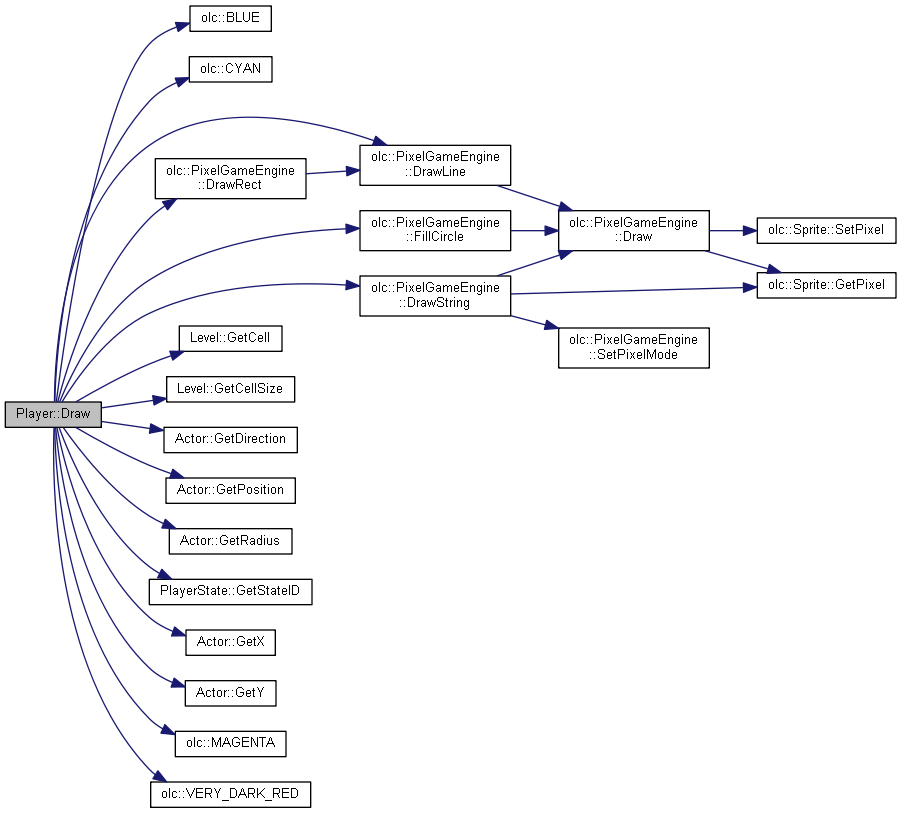 olc::BLUE
olc::CYAN
olc::PixelGameEngine
::DrawLine
olc::PixelGameEngine
::DrawRect
olc::PixelGameEngine
::FillCircle
olc::PixelGameEngine
::Draw
olc::Sprite::SetPixel
olc::Sprite::GetPixel
olc::PixelGameEngine
::DrawString
olc::PixelGameEngine
::SetPixelMode
Level::GetCell
Level::GetCellSize
Player::Draw
Actor::GetDirection
Actor::GetPosition
Actor::GetRadius
PlayerState::GetStateID
Actor::GetX
Actor::GetY
olc::MAGENTA
olc::VERY_DARK_RED